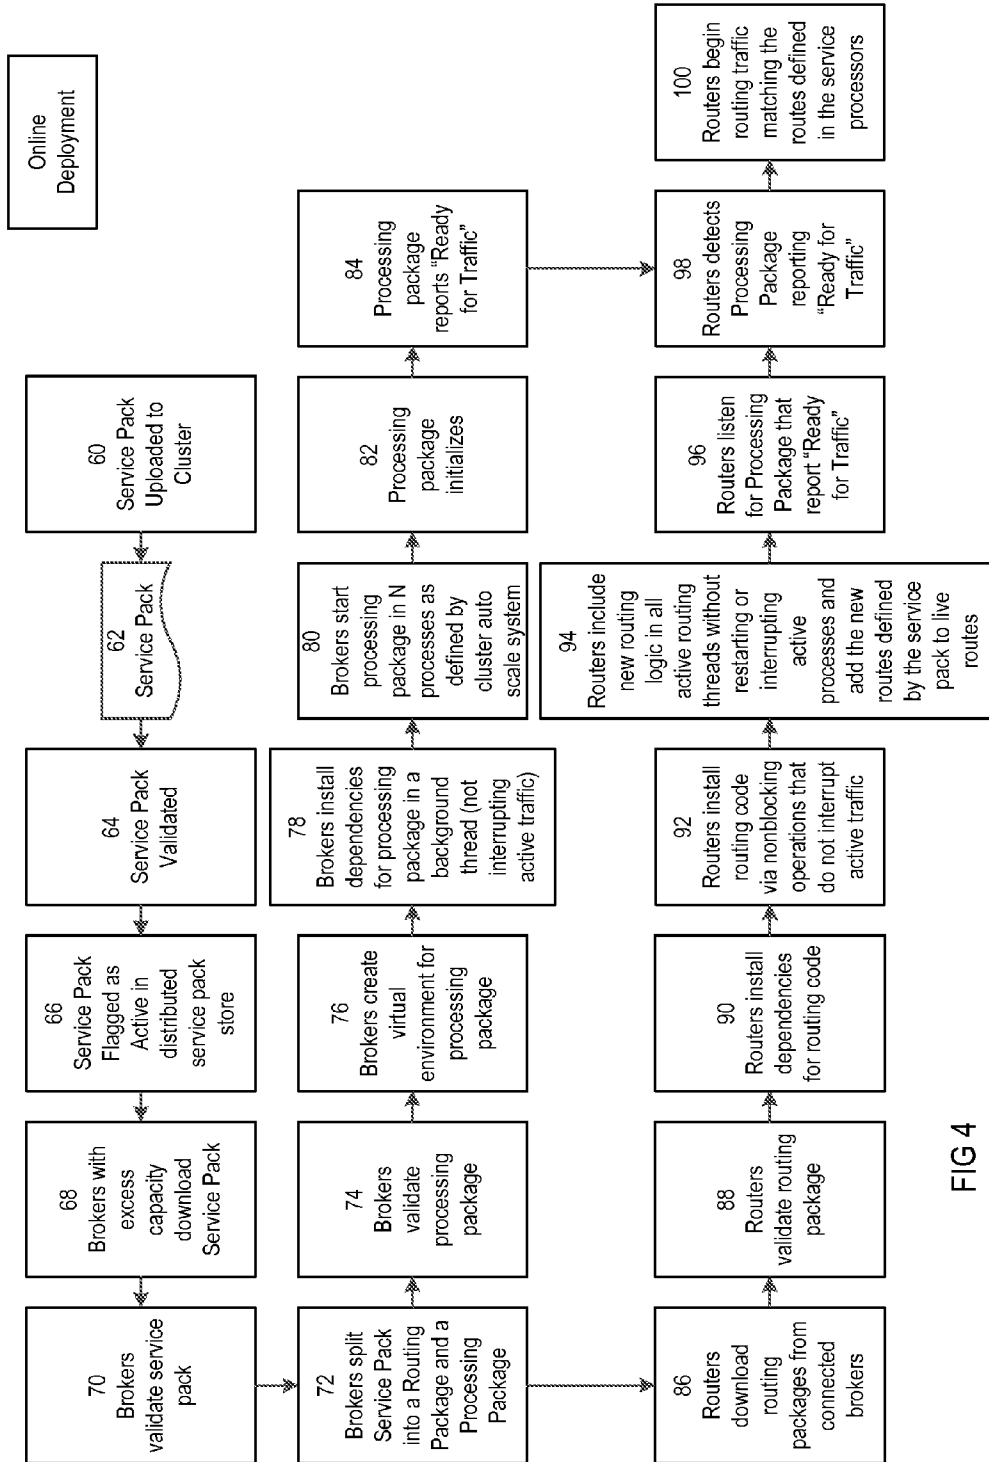 Online
Deployment
60
Service Pack
Uploaded to
Cluster
62
Service Pack
64
Service Pack
Validated
66
Service Pack
Flagged as
Active in
distributed
service pack
store
68
Brokers with
excess
capacity
download
Service Pack
70
Brokers
validate service
pack
72
Brokers split
Service Pack
into a Routing
Package and a
Processing
Package
74
Brokers
validate
processing
package
76
Brokers create
virtual
environment for
processing
package
78
Brokers install
dependencies
for processing
package in a
background
thread (not
interrupting
active traffic)
80
Brokers start
processing
package in N
processes as
defined by
cluster auto
scale system
82
Processing
package
initializes
84
Processing
package
reports “Ready
for Traffic”
86
Routers
download
routing
packages from
connected
brokers
88
Routers
validate routing
package
90
Routers install
dependencies
for routing code
92
Routers install
routing code
via nonblocking
operations that
do not interrupt
active traffic
94
Routers include
new routing
logic in all
active routing
threads without
restarting or
interrupting
active
processes and
add the new
routes defined
by the service
pack to live
routes
96
Routers listen
for Processing
Package that
report “Ready
for Traffic”
98
Routers detects
Processing
Package
reporting
“Ready for
Traffic”
100
Routers begin
routing traffic
matching the
routes defined
in the service
processors
FIG 4